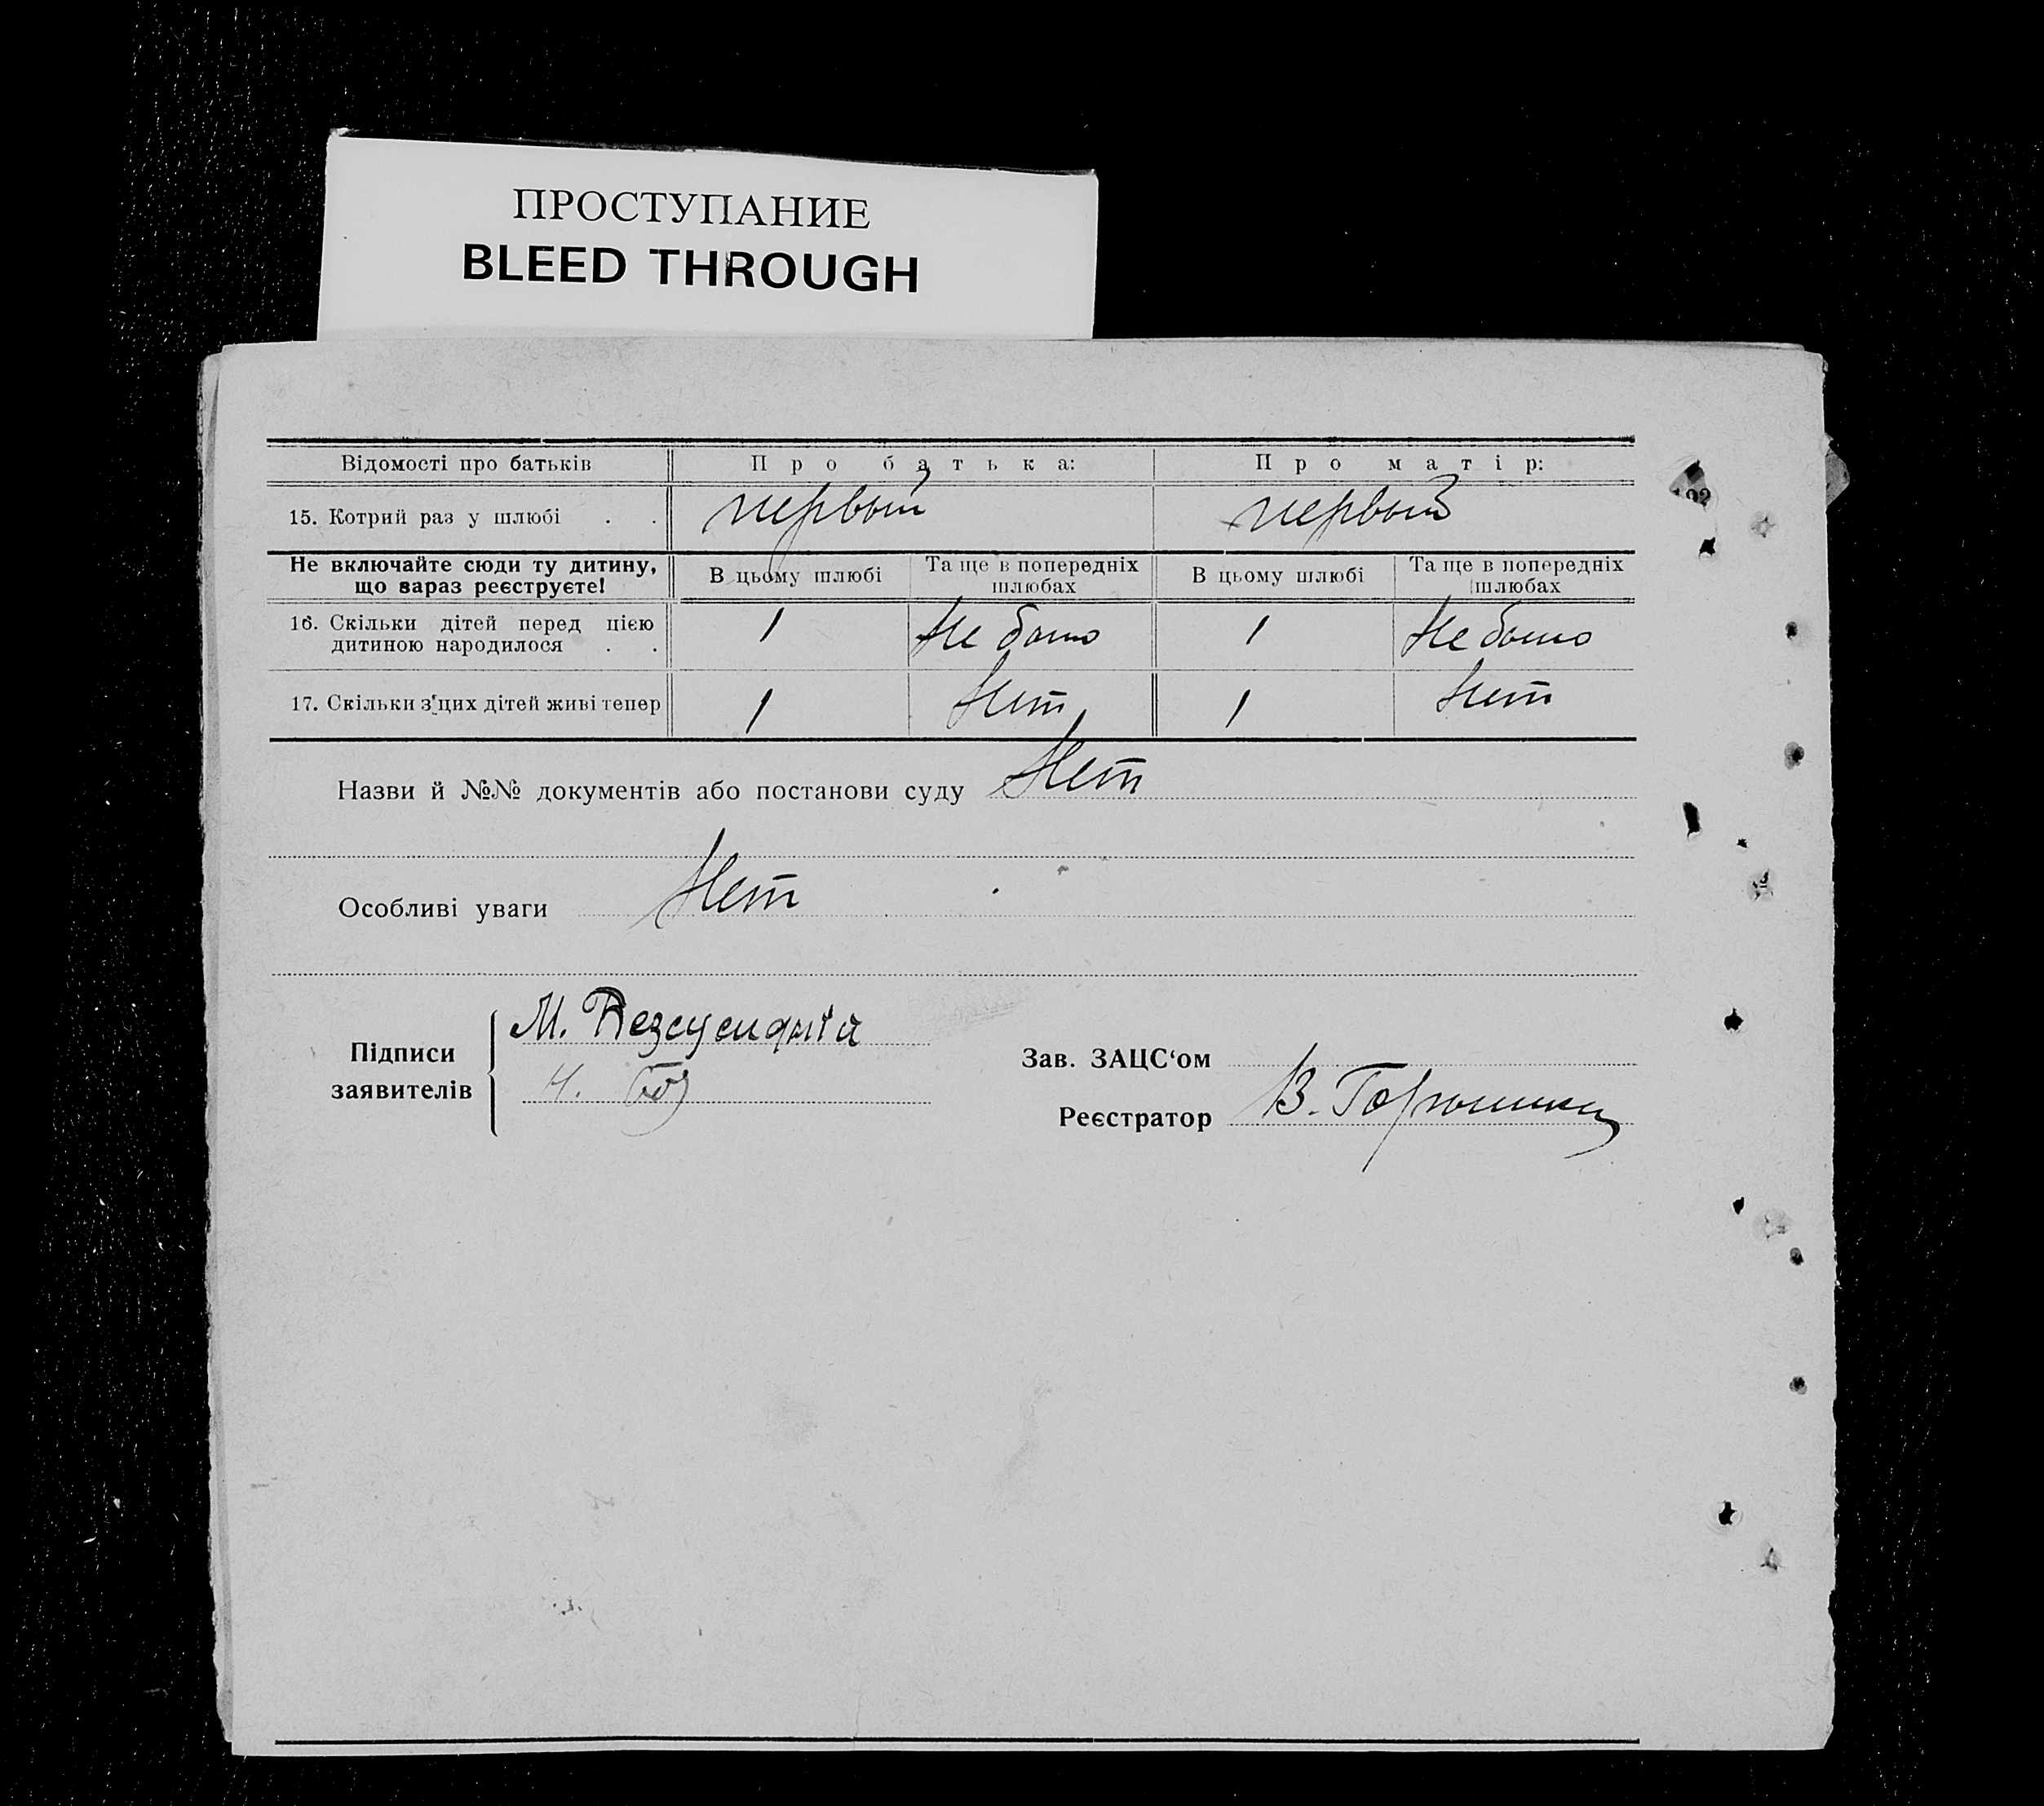 ПРОСТУПАНИЕ
BLEED THROUGH
Відомості про батьків Про батька: Про матір:
15. Котрий раз у шлюбі . . первый первый
Не включайте сюди ту дитину, що зараз реєструєте! В цьому шлюбі Та ще в попередніх шлюбах В цьому шлюбі Та ще в попередніх шлюбах
16. Скільки дітей перед цією дитиною народилося . . 1 Не было 1 Не было
17. Скільки з цих дітей живі тепер 1 Нет 1 Нет
Назви й №№ документів або постанови суду Нет
Особливі уваги Нет
Підписи заявителів М.
Зав. ЗАЦС‘ом
Реєстратор В.